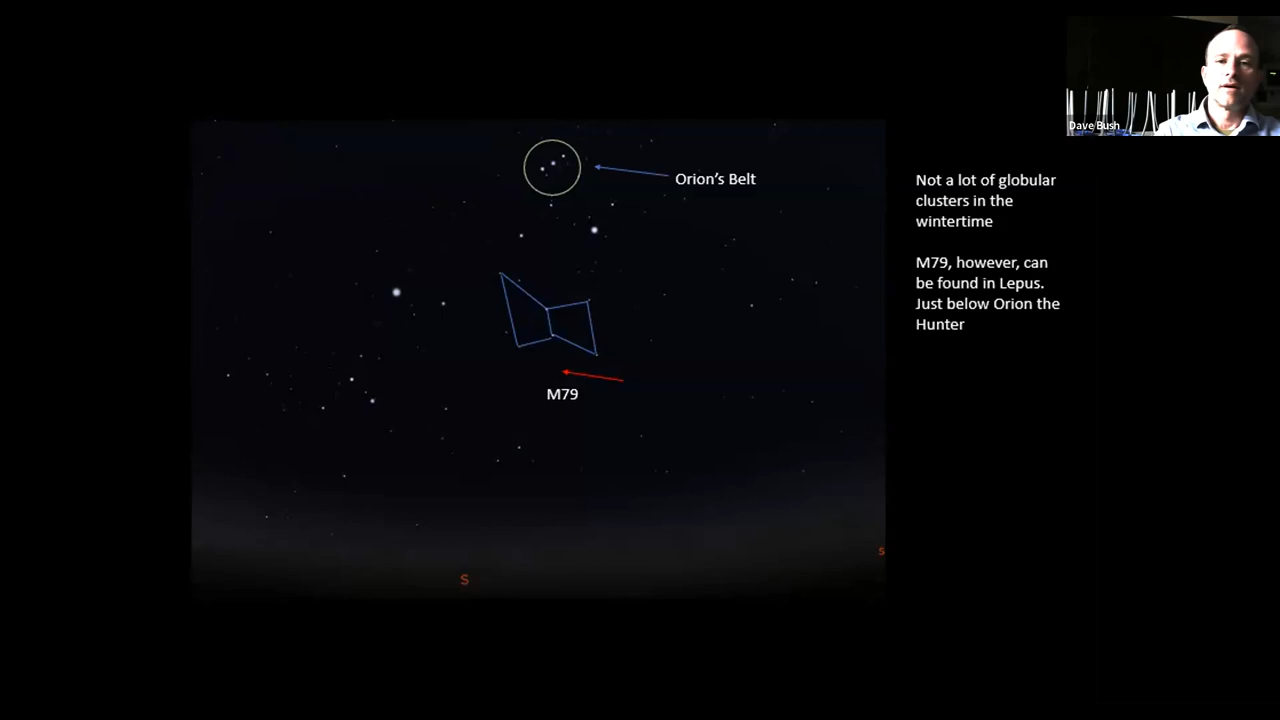 Dave Bush
Orion's Belt
Not a lot of globular
clusters in the
wintertime
M79, however, can
be found in Lepus.
Just below Orion the
Hunter
M79
S
S